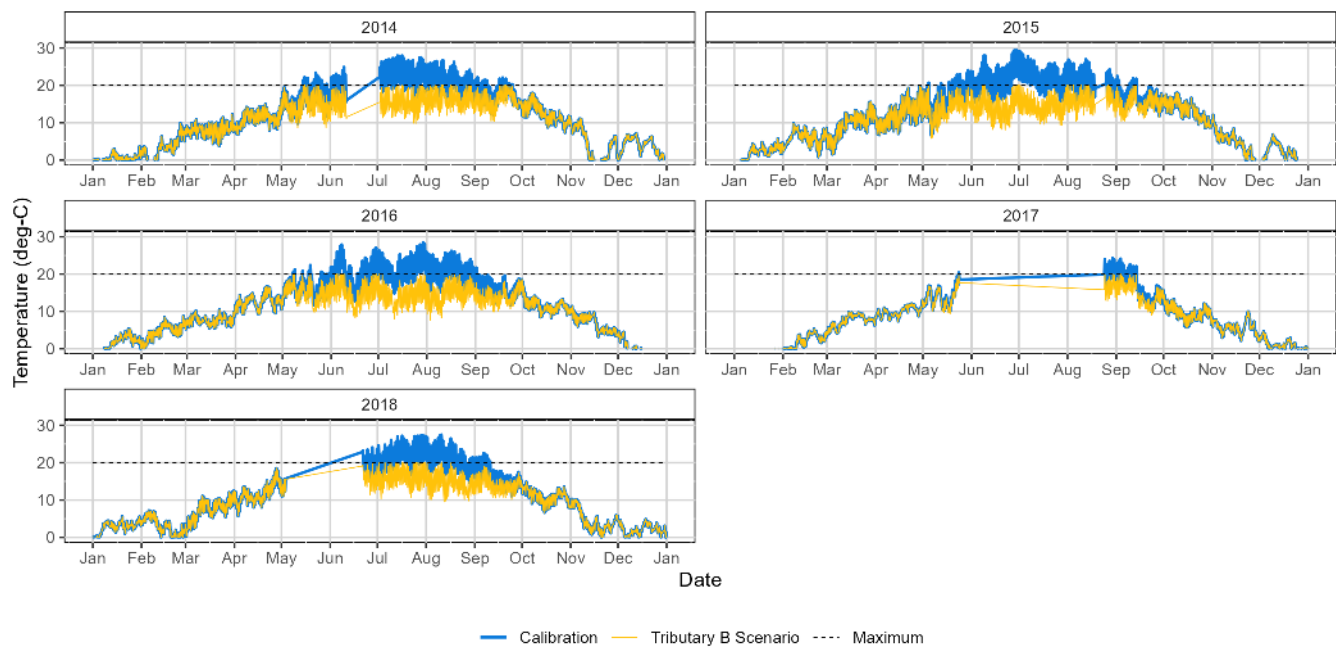 2014
2015
30
20
10
0
Jan Feb Mar Apr May Jun Jul Aug Sep Oct Nov Dec Jan
Jan Feb Mar Apr May Jun Jul Aug Sep Oct Nov Dec Jan
2016
2017
30
20
10
0
Jan Feb Mar Apr May Jun Jul Aug Sep Oct Nov Dec Jan
Jan Feb Mar Apr May Jun Jul Aug Sep Oct Nov Dec Jan
2018
30
20
10
0
Jan Feb Mar Apr May Jun Jul Aug Sep Oct Nov Dec Jan
Temperature (deg-C)
Date
Calibration Tributary B Scenario Maximum